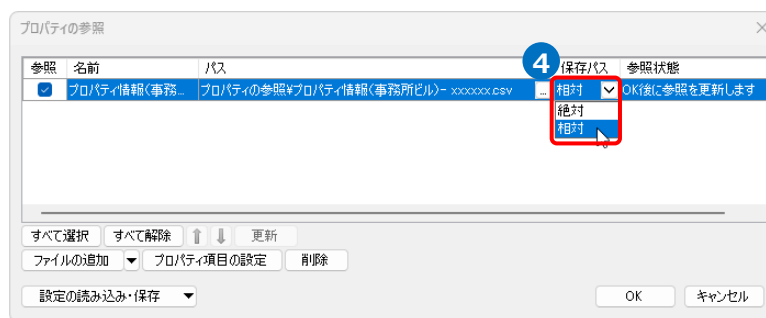 プロパティの参照
参照 名前 パス 4 保存パス 参照状態
プロパティ情報(事務... プロパティの参照¥プロパティ情報(事務所ビル)- xxxxxx.csv ... 相対 OK後に参照を更新します
絶対
相対
すべて選択 すべて解除 ⬆ ⬇ 更新
ファイルの追加 ▼ プロパティ項目の設定 削除
設定の読み込み・保存 ▼ OK キャンセル